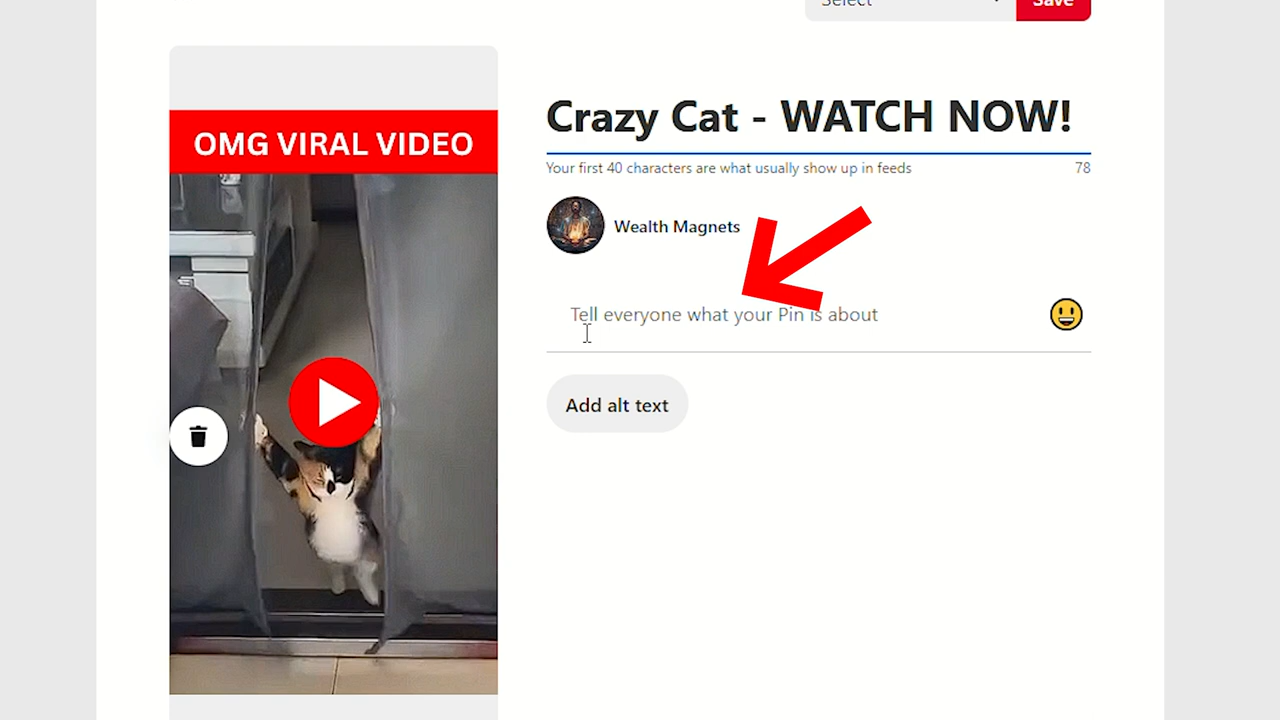 Select
Save
OMG VIRAL VIDEO
Crazy Cat - WATCH NOW!
Your first 40 characters are what usually show up in feeds
78
Wealth Magnets
Tell everyone what your Pin is about
Add alt text